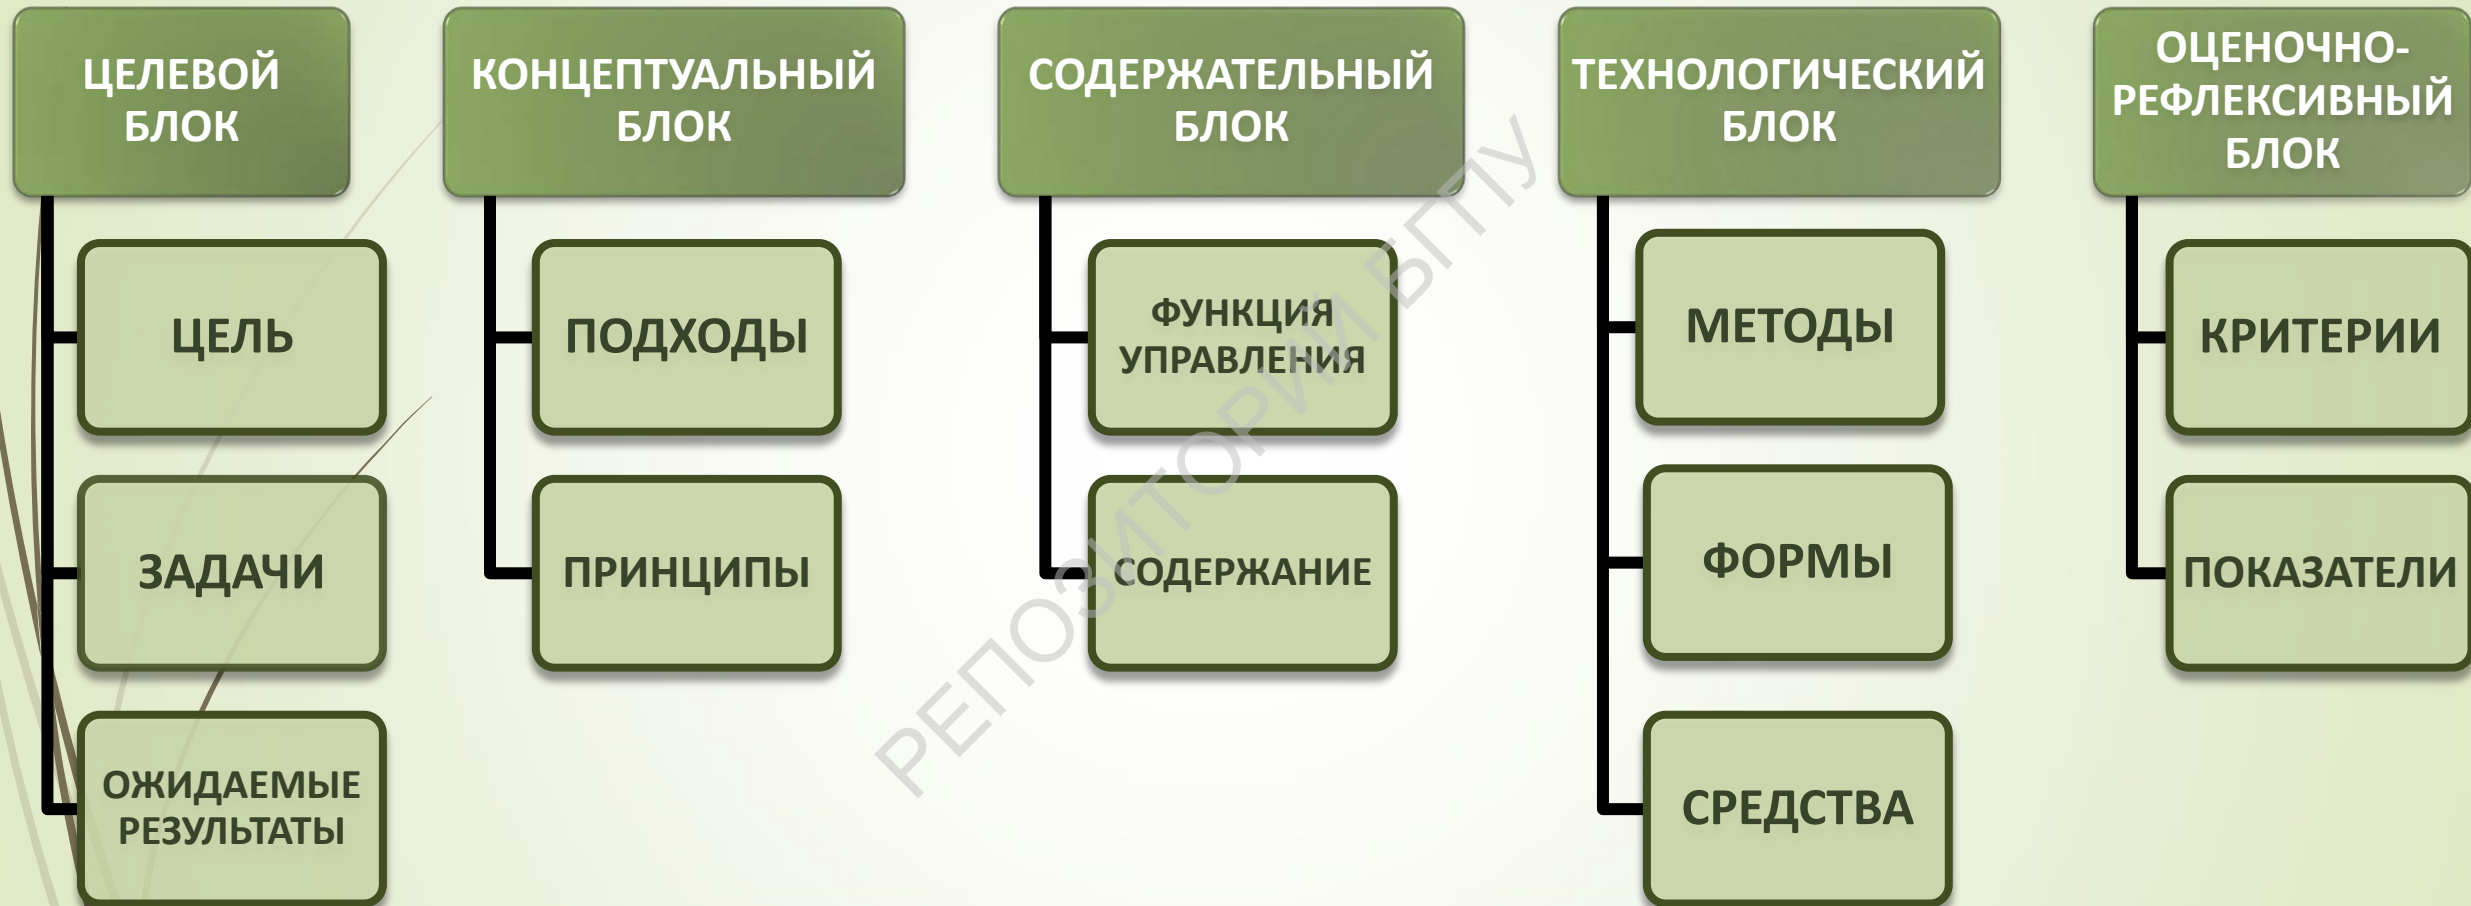 ЦЕЛЕВОЙ
БЛОК
ЦЕЛЬ
ЗАДАЧИ
ОЖИДАЕМЫЕ
РЕЗУЛЬТАТЫ
КОНЦЕПТУАЛЬНЫЙ
БЛОК
ПОДХОДЫ
ПРИНЦИПЫ
СОДЕРЖАТЕЛЬНЫЙ
БЛОК
ФУНКЦИЯ
УПРАВЛЕНИЯ
СОДЕРЖАНИЕ
ТЕХНОЛОГИЧЕСКИЙ
БЛОК
МЕТОДЫ
ФОРМЫ
СРЕДСТВА
ОЦЕНОЧНО-
РЕФЛЕКСИВНЫЙ
БЛОК
КРИТЕРИИ
ПОКАЗАТЕЛИ
РЕПОЗИТОРИЙ БГПУ